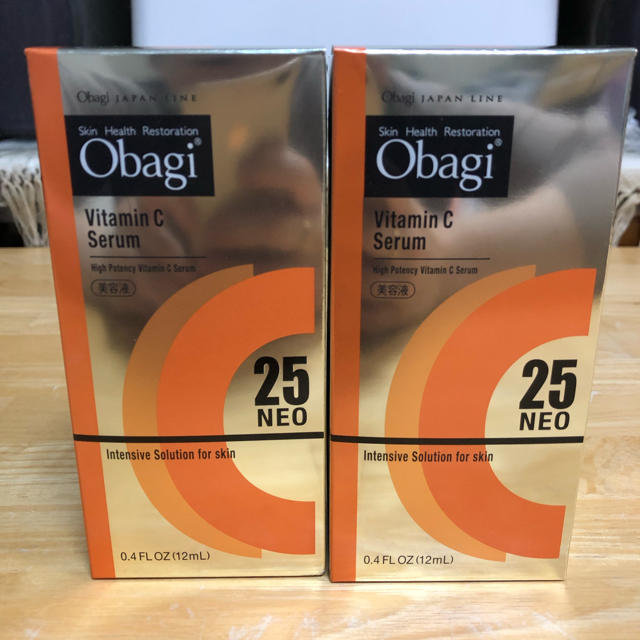 Obagi JAPAN LINE
Skin Health Restoration
Obagi®
Vitamin C
Serum
High Potency Vitamin C Serum
美容液
25
NEO
Intensive Solution for skin
0.4 FL OZ (12mL)
Obagi JAPAN LINE
Skin Health Restoration
Obagi®
Vitamin C
Serum
High Potency Vitamin C Serum
美容液
25
NEO
Intensive Solution for skin
0.4 FL OZ (12mL)